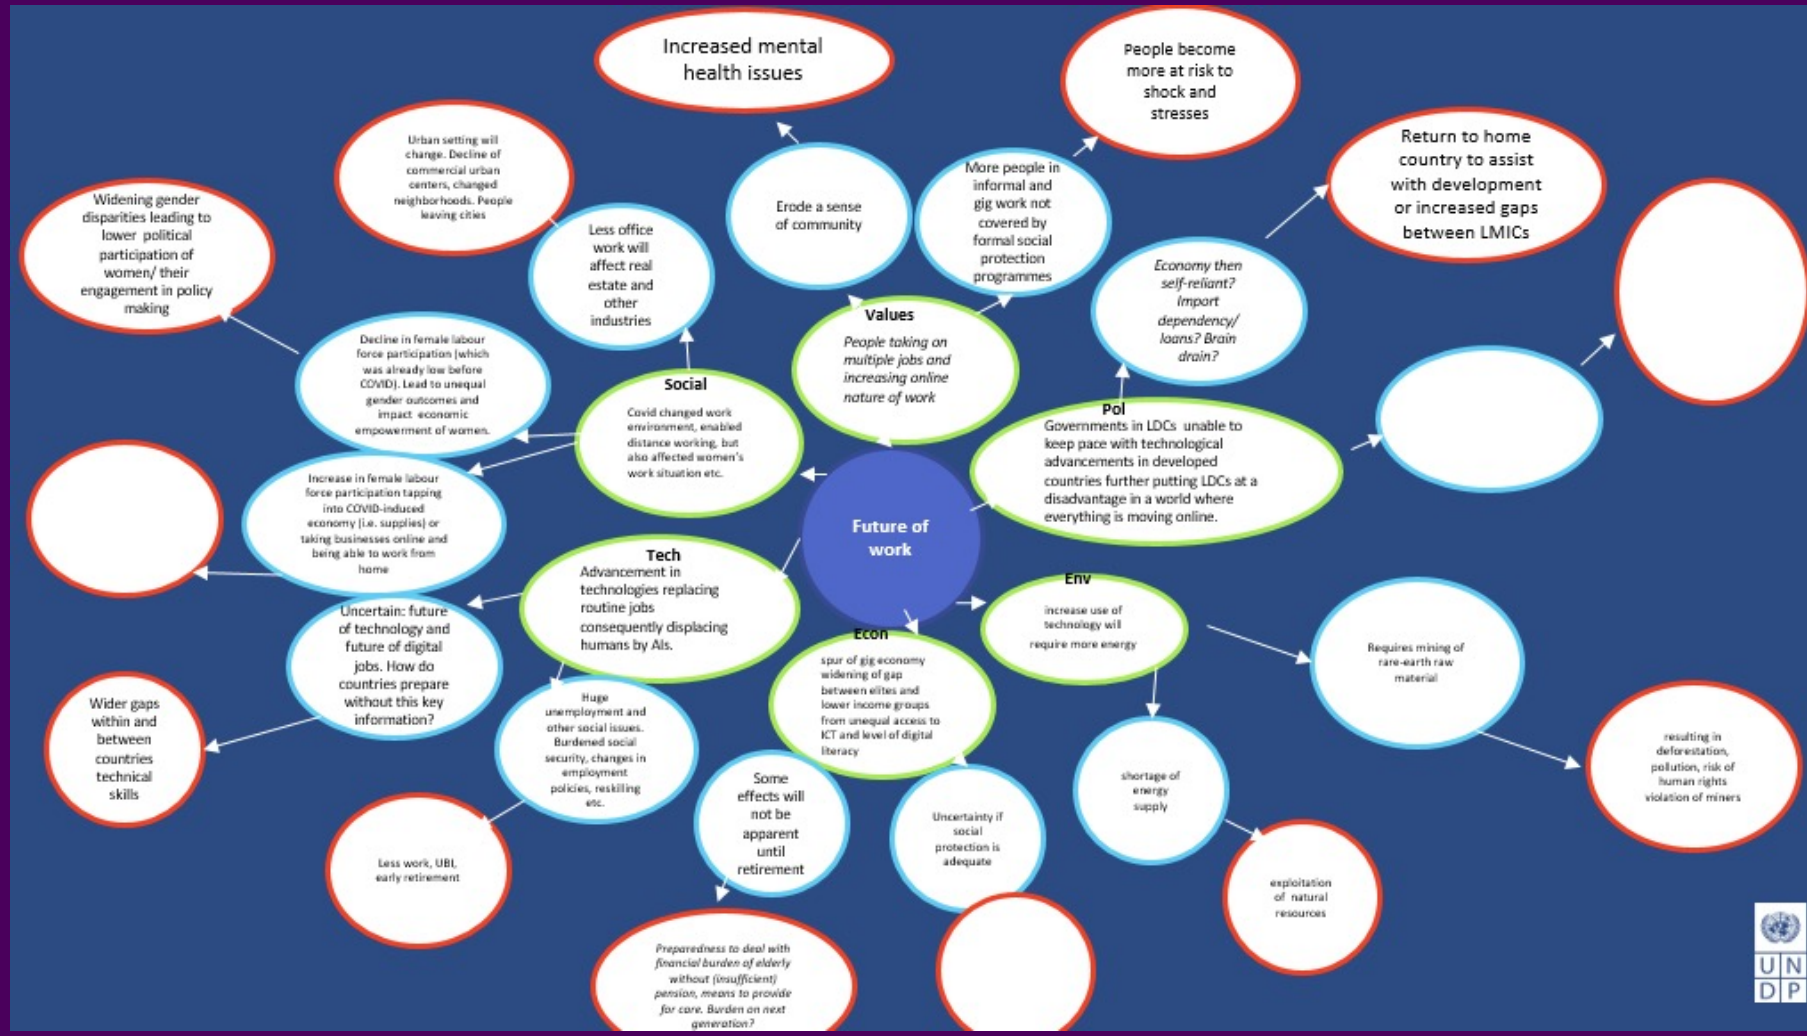 Increased mental
health issues
People become
more at risk to
shock and
stresses
Urban setting will
change. Decline of
commercial urban
centers, changed
neighborhoods. People
leaving cities
Return to home
country to assist
with development
or increased gaps
between LMICs
Widening gender
disparities leading to
lower political
participation of
women/ their
engagement in policy
making
Less office
work will
affect real
estate and
other
industries
Erode a sense
of community
More people in
informal and
gig work not
covered by
formal social
protection
programmes
Economy then
self-reliant?
Import
dependency/
loans? Brain
drain?
Decline in female labour
force participation (which
was already low before
COVID). Lead to unequal
gender outcomes and
impact economic
empowerment of women.
Social
Covid changed work
environment, enabled
distance working, but
also affected women's
work situation etc.
Values
People taking on
multiple jobs and
increasing online
nature of work
Pol
Governments in LDCs unable to
keep pace with technological
advancements in developed
countries further putting LDCs at a
disadvantage in a world where
everything is moving online.
Increase in female labour
force participation tapping
into COVID-induced
economy (i.e. supplies) or
taking businesses online and
being able to work from
home
Future of
work
Tech
Advancement in
technologies replacing
routine jobs
consequently displacing
humans by AIs.
Env
increase use of
technology will
require more energy
Uncertain: future
of technology and
future of digital
jobs. How do
countries prepare
without this key
information?
Econ
spur of gig economy
widening of gap
between elites and
lower income groups
from unequal access to
ICT and level of digital
literacy
Requires mining of
rare-earth raw
material
Wider gaps
within and
between
countries
technical
skills
Huge
unemployment and
other social issues.
Burdened social
security, changes in
employment
policies, reskilling
etc.
Some
effects will
not be
apparent
until
retirement
Uncertainty if
social
protection is
adequate
shortage of
energy
supply
resulting in
deforestation,
pollution, risk of
human rights
violation of miners
Less work, UBI,
early retirement
exploitation
of natural
resources
Preparedness to deal with
financial burden of elderly
without (insufficient)
pension, means to provide
for care. Burden on next
generation?
U N
D P